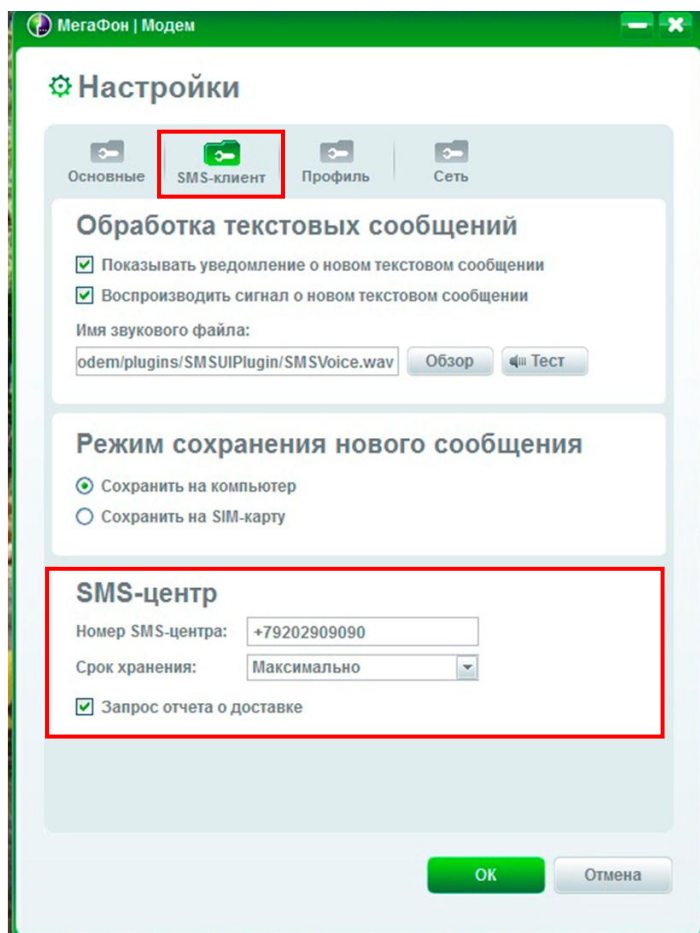 МегаФон | Модем
Настройки
Основные SMS-клиент Профиль Сеть
Обработка текстовых сообщений
Показывать уведомление о новом текстовом сообщении
Воспроизводить сигнал о новом текстовом сообщении
Имя звукового файла:
odem/plugins/SMSUIPlugin/SMSVoice.wav Обзор Тест
Режим сохранения нового сообщения
Сохранить на компьютер
Сохранить на SIM-карту
SMS-центр
Номер SMS-центра: +79202909090
Срок хранения: Максимально
Запрос отчета о доставке
ОК Отмена